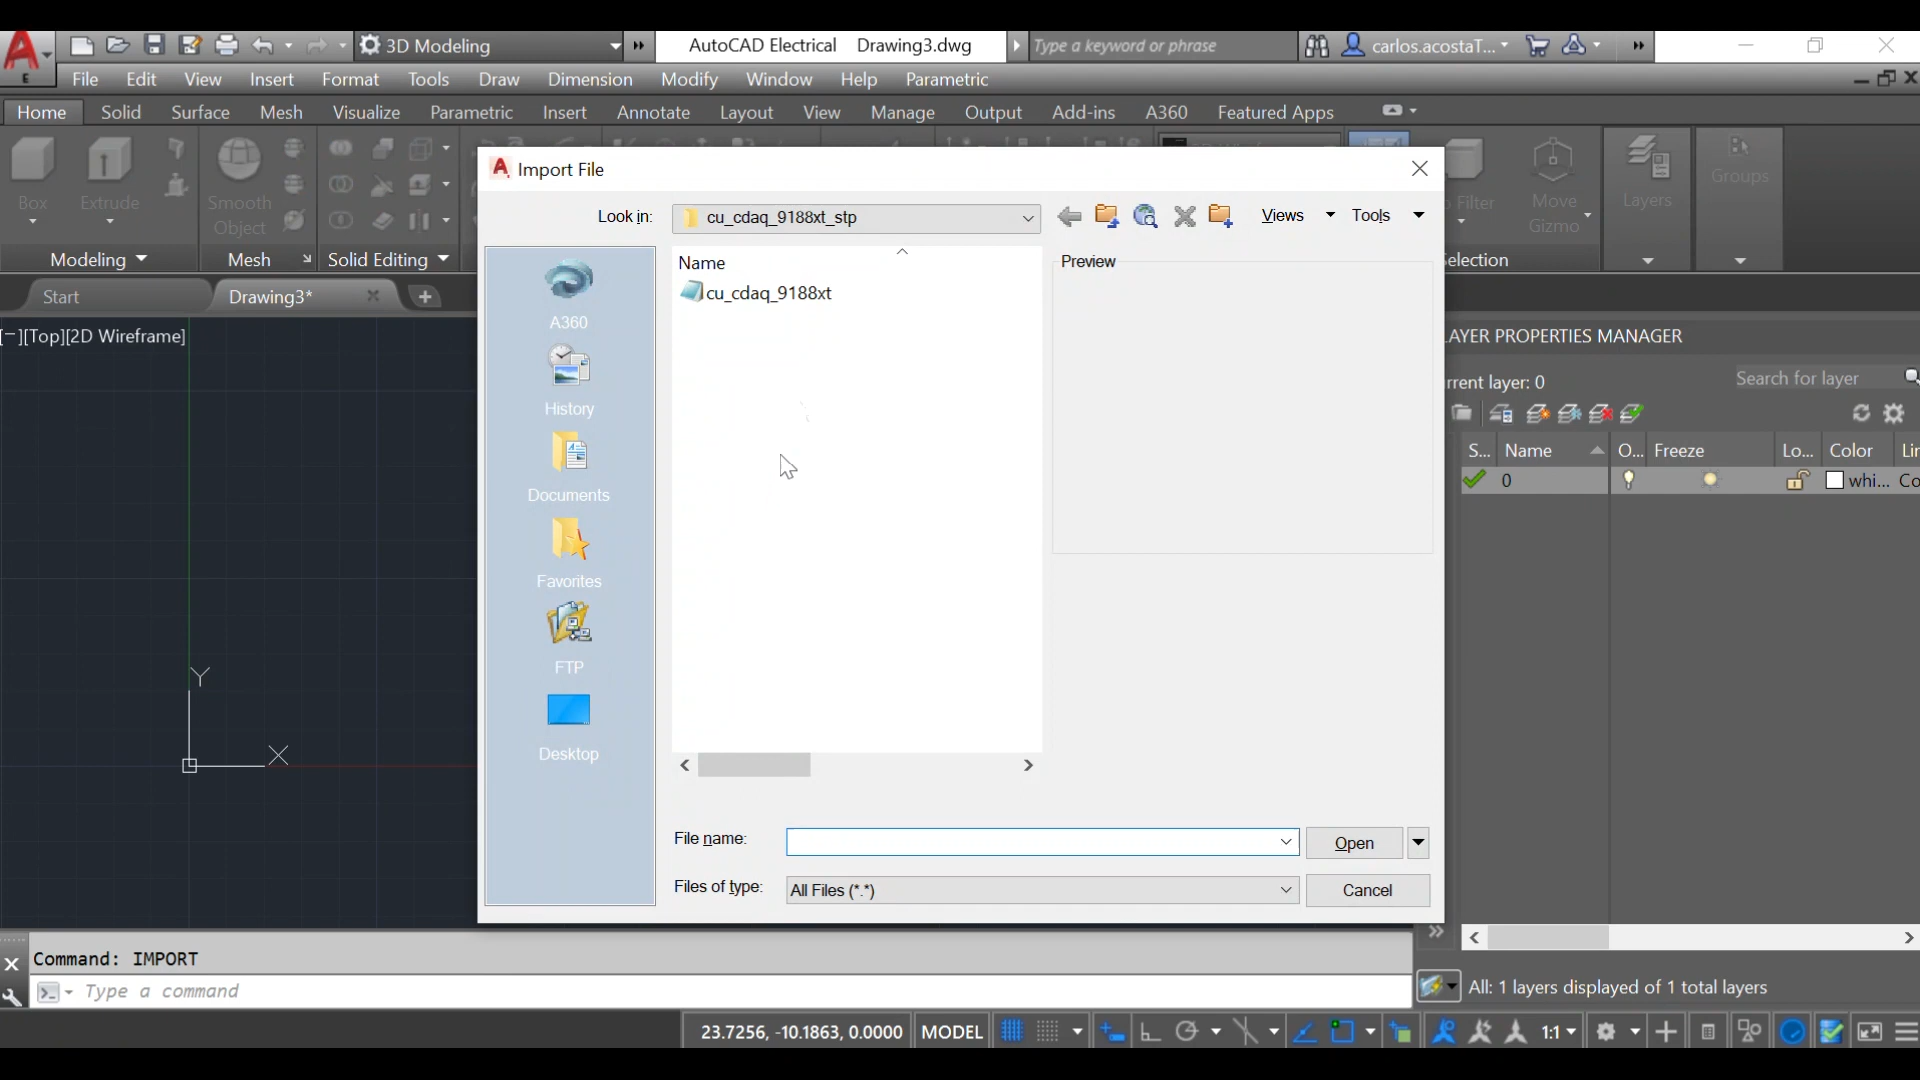 3D Modeling
AutoCAD Electrical Drawing3.dwg
Type a keyword or phrase
carlos.acostaT...
E
File Edit View Insert Format Tools Draw Dimension Modify Window Help Parametric
Home Solid Surface Mesh Visualize Parametric Insert Annotate Layout View Manage Output Add-ins A360 Featured Apps
Box
Extrude
Smooth
Object
Filter
Move
Gizmo
Layers
Groups
Modeling
Mesh
Solid Editing
election
Start
Drawing3*
[−][Top][2D Wireframe]
Y
X
Import File
Look in:
cu_cdaq_9188xt_stp
Views
Tools
A360
History
Documents
Favorites
FTP
Desktop
Name
cu_cdaq_9188xt
Preview
File name:
Open
Files of type:
All Files (*.*)
Cancel
AYER PROPERTIES MANAGER
rrent layer: 0
Search for layer
S... Name O... Freeze Lo... Color Lin
0 whi... Co
All: 1 layers displayed of 1 total layers
Command: IMPORT
Type a command
23.7256, -10.1863, 0.0000 MODEL
1:1